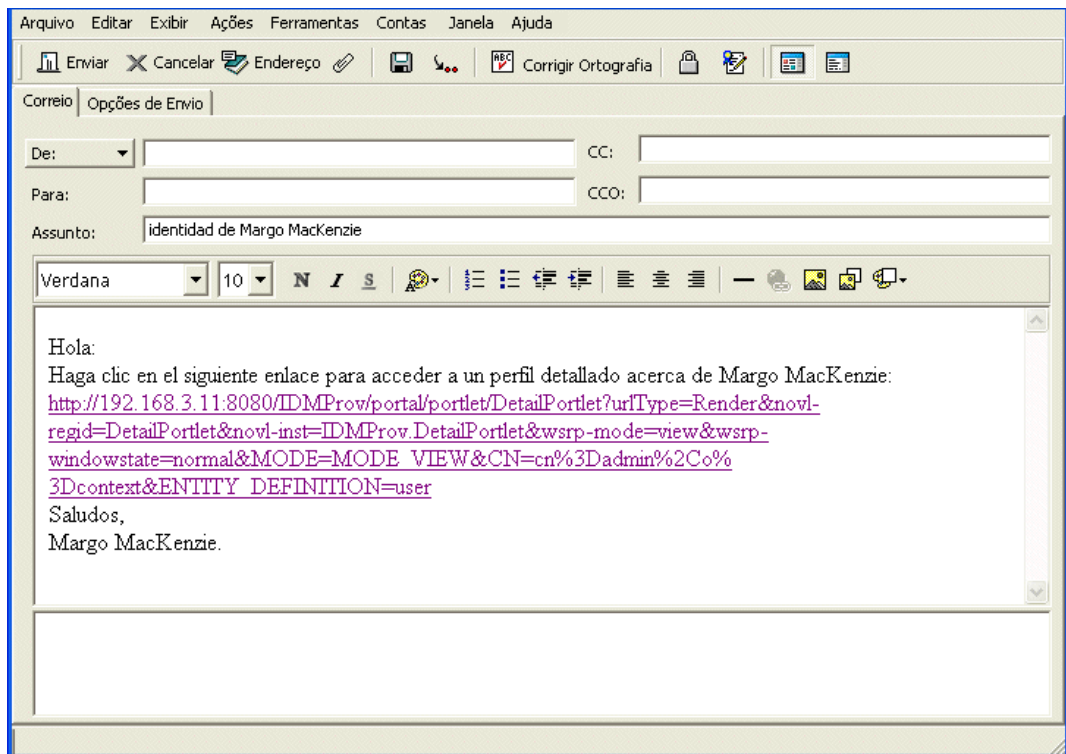 Arquivo Editar Exibir Ações Ferramentas Contas Janela Ajuda
Enviar Cancelar Endereço ABC Corrigir Ortografia
Correio Opções de Envio
De: CC:
Para: CCO:
Assunto: identidad de Margo MacKenzie
Verdana 10 N I S
Hola:
Haga clic en el siguiente enlace para acceder a un perfil detallado acerca de Margo MacKenzie:
http://192.168.3.11:8080/IDMProv/portal/portlet/DetailPortlet?urlType=Render&novl-
regid=DetailPortlet&novl-inst=IDMProv.DetailPortlet&wsrp-mode=view&wsrp-
windowstate=normal&MODE=MODE_VIEW&CN=cn%3Dadmin%2Co%
3Dcontext&ENTITY_DEFINITION=user
Saludos,
Margo MacKenzie.